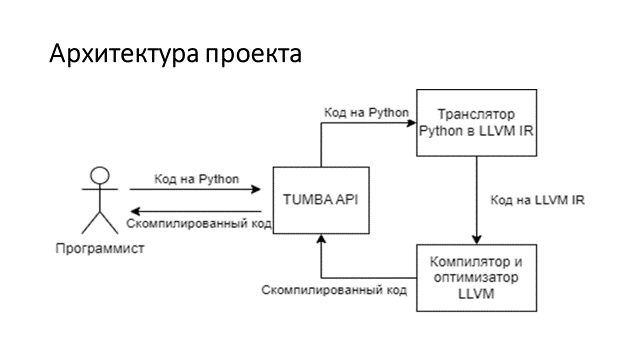 Архитектура проекта
Код на Python
Транслятор
Python в LLVM IR
Код на Python
TUMBA API
Код на LLVM IR
Скомпилированный код
Программист
Компилятор и
оптимизатор
LLVM
Скомпилированный код